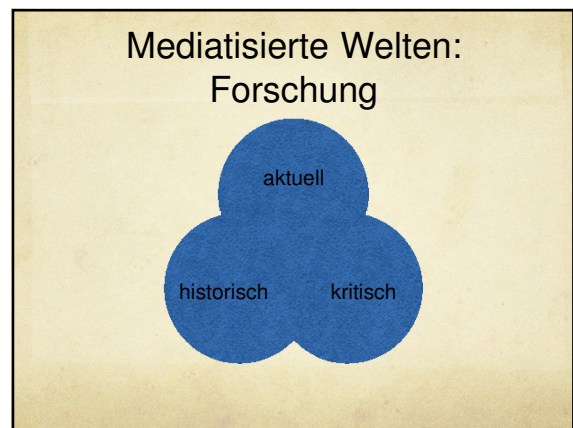 Mediatisierte Welten:
Forschung
aktuell
historisch kritisch